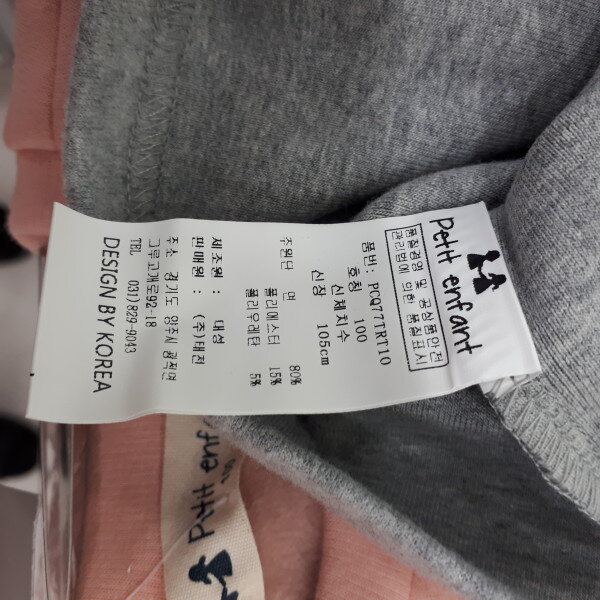 Petit enfant
품질경영 및 공산품안전
관리법에 의한 품질표시
품번: PCQ77TRT10
호칭 100
신체치수
신장 105cm
주원단 면 80%
폴리에스터 15%
폴리우레탄 5%
제조원 : 대성
판매원 : (주)태진
주소 경기도 양주시 광적면
그루고개로92-18
TEL 031)829-9043
DESIGN BY KOREA
Petit enf
110